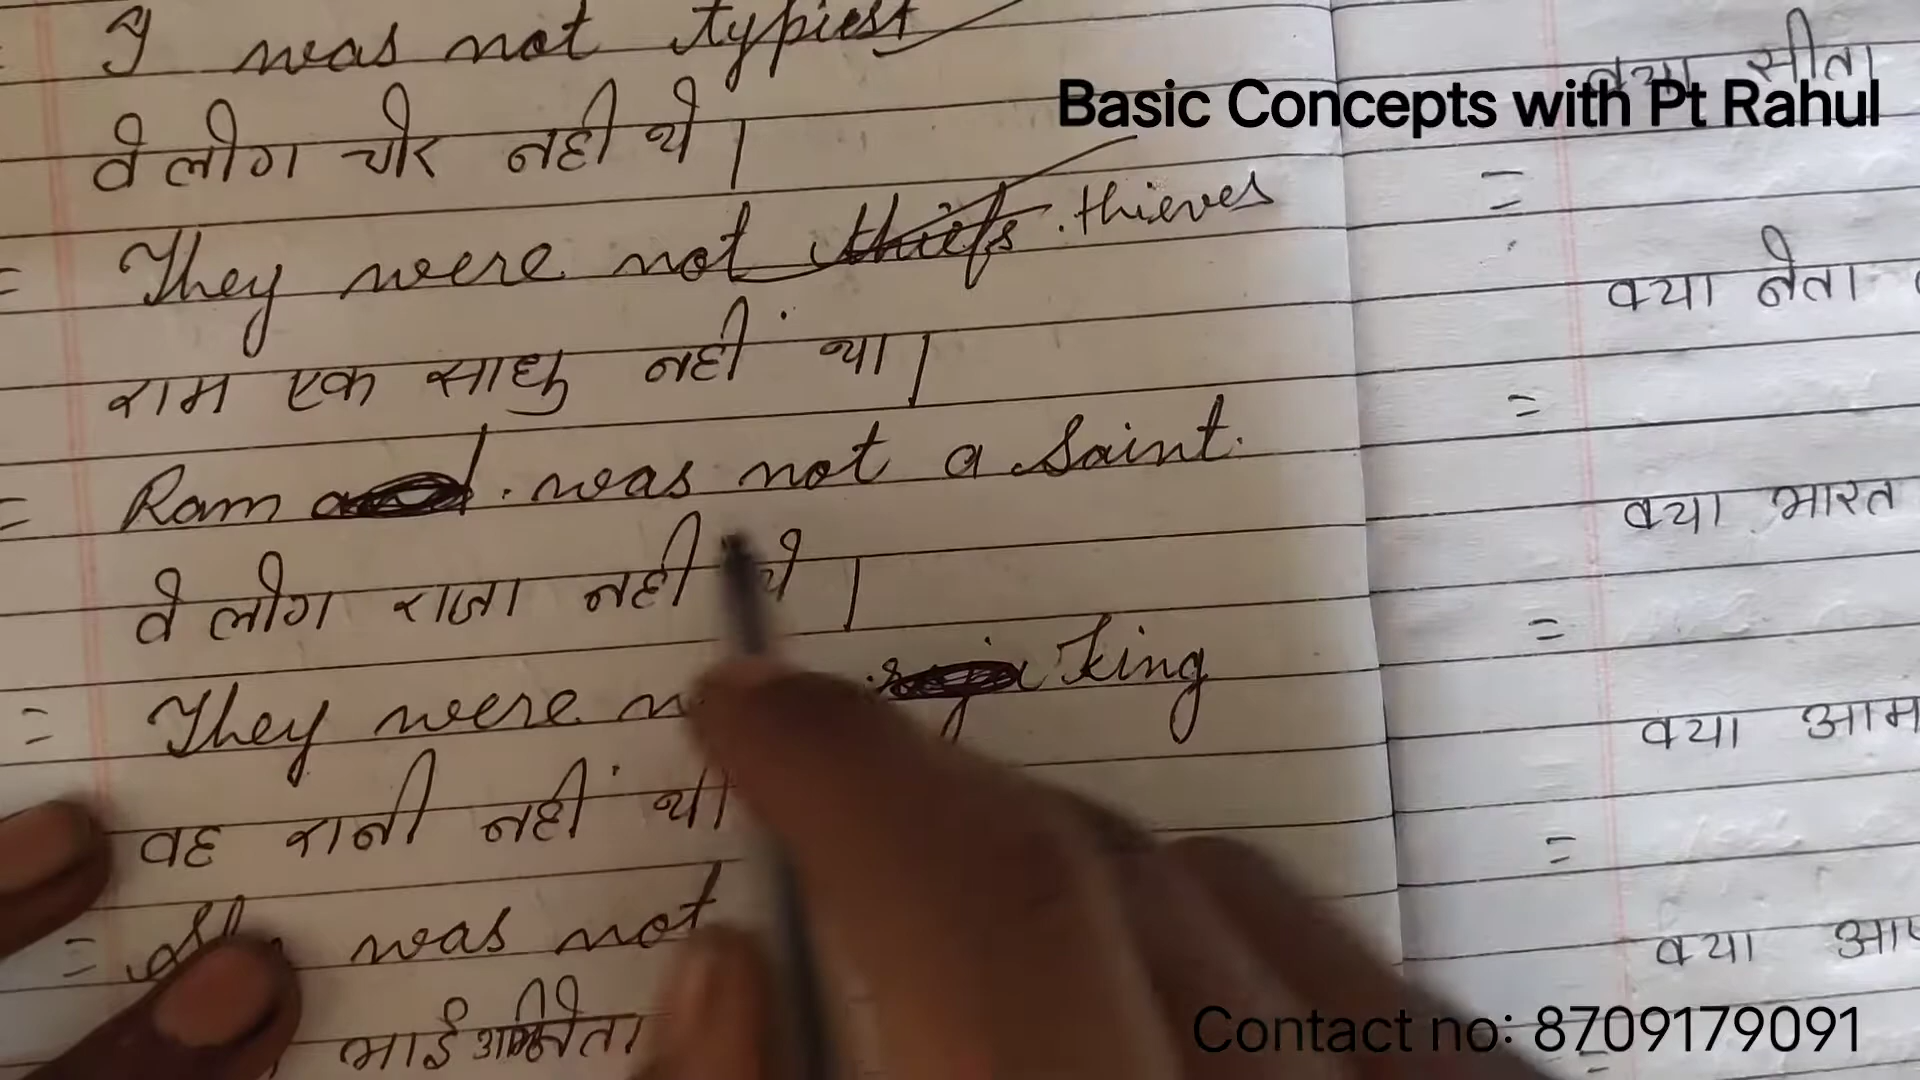 = I was not typiest
वे लोग चोर नही थे |
= They were not thiefs . thieves
राम एक साधु नहीं था |
= Ram . was not a Saint.
वे लोग राजा नही थे |
= They were king
वह रानी नहीं था
= was not
भाई
क्या सीता
=
क्या नेता
=
क्या भारत
=
क्या आम
=
क्या आप
=
Basic Concepts with Pt Rahul
Contact no: 8709179091